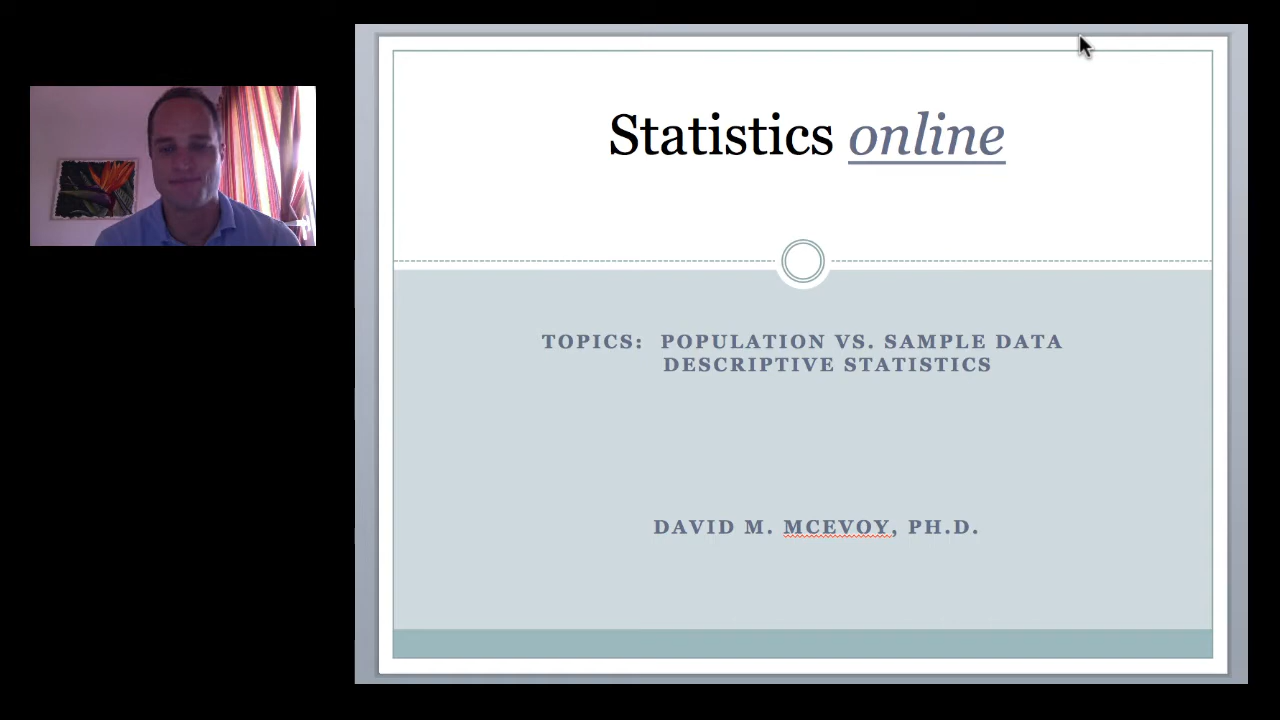 Statistics online
TOPICS: POPULATION VS. SAMPLE DATA
DESCRIPTIVE STATISTICS
DAVID M. MCEVOY, PH.D.